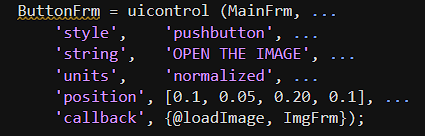 ButtonFrm = uicontrol (MainFrm, ...
'style', 'pushbutton', ...
'string', 'OPEN THE IMAGE', ...
'units', 'normalized', ...
'position', [0.1, 0.05, 0.20, 0.1], ...
'callback', {@loadImage, ImgFrm});